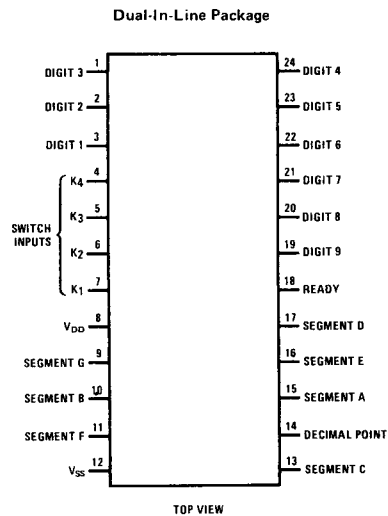 Dual-In-Line Package
DIGIT 3 1
DIGIT 2 2
DIGIT 1 3
K4 4
K3 5
SWITCH INPUTS
K2 6
K1 7
VDD 8
SEGMENT G 9
SEGMENT B 10
SEGMENT F 11
VSS 12
24 DIGIT 4
23 DIGIT 5
22 DIGIT 6
21 DIGIT 7
20 DIGIT 8
19 DIGIT 9
18 READY
17 SEGMENT D
16 SEGMENT E
15 SEGMENT A
14 DECIMAL POINT
13 SEGMENT C
TOP VIEW